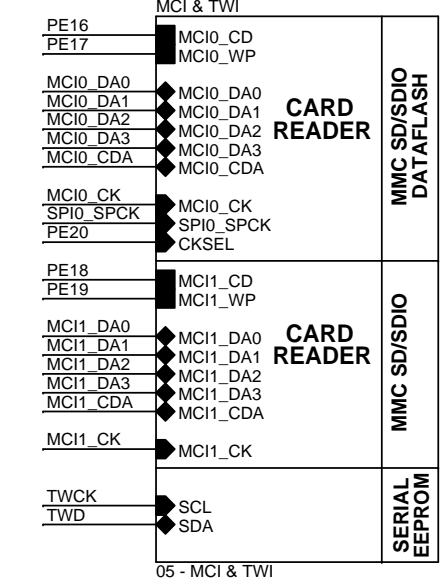 MCI & TWI
PE16
PE17
MCI0_CD
MCI0_WP
MCI0_DA0
MCI0_DA1
MCI0_DA2
MCI0_DA3
MCI0_CDA
MCI0_DA0
MCI0_DA1
MCI0_DA2
MCI0_DA3
MCI0_CDA
CARD
READER
MMC SD/SDIO
DATAFLASH
MCI0_CK
SPI0_SPCK
PE20
MCI0_CK
SPI0_SPCK
CKSEL
PE18
PE19
MCI1_CD
MCI1_WP
MCI1_DA0
MCI1_DA1
MCI1_DA2
MCI1_DA3
MCI1_CDA
MCI1_DA0
MCI1_DA1
MCI1_DA2
MCI1_DA3
MCI1_CDA
CARD
READER
MMC SD/SDIO
MCI1_CK
MCI1_CK
TWCK
TWD
SCL
SDA
SERIAL
EEPROM
05 - MCI & TWI